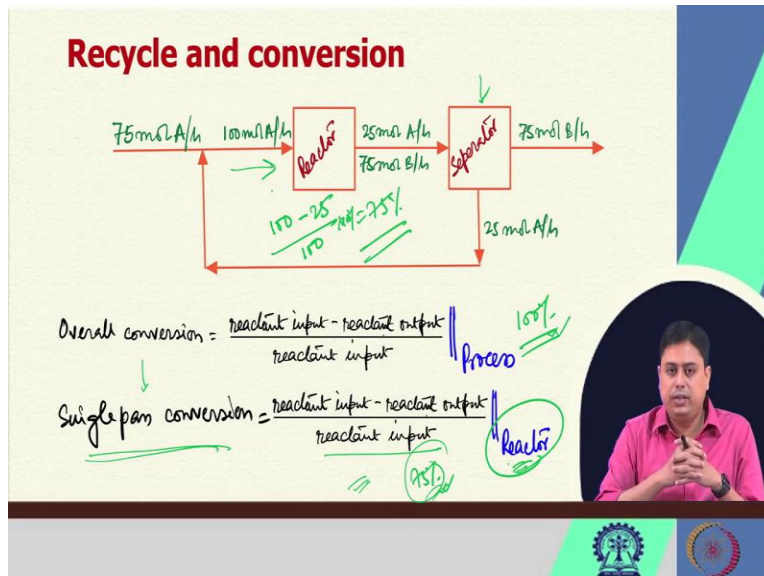 Recycle and conversion
75 mol A/h
100 mol A/h
Reactor
25 mol A/h
75 mol B/h
Seperator
75 mol B/h
25 mol A/h
100 - 25
100
= 75%
Overall conversion = reactant input - reactant output
reactant input
Process
100%
Single pass conversion = reactant input - reactant output
reactant input
Reactor
75%